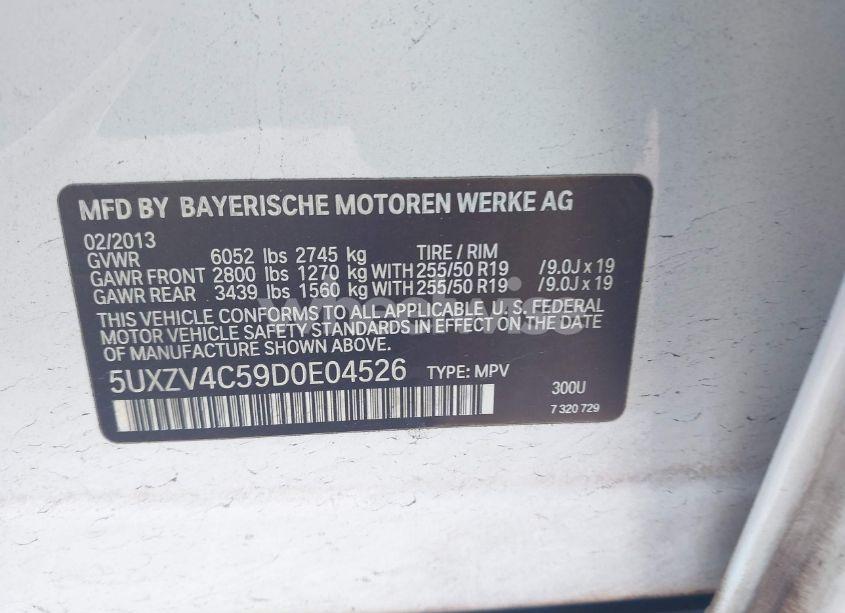 MFD BY BAYERISCHE MOTOREN WERKE AG
02/2013
GVWR 6052 lbs 2745 kg TIRE / RIM
GAWR FRONT 2800 lbs 1270 kg WITH 255/50 R19 /9.0J x 19
GAWR REAR 3439 lbs 1560 kg WITH 255/50 R19 /9.0J x 19
THIS VEHICLE CONFORMS TO ALL APPLICABLE U. S. FEDERAL
MOTOR VEHICLE SAFETY STANDARDS IN EFFECT ON THE DATE
OF MANUFACTURE SHOWN ABOVE.
5UXZV4C59D0E04526 TYPE: MPV
300U
7 320 729